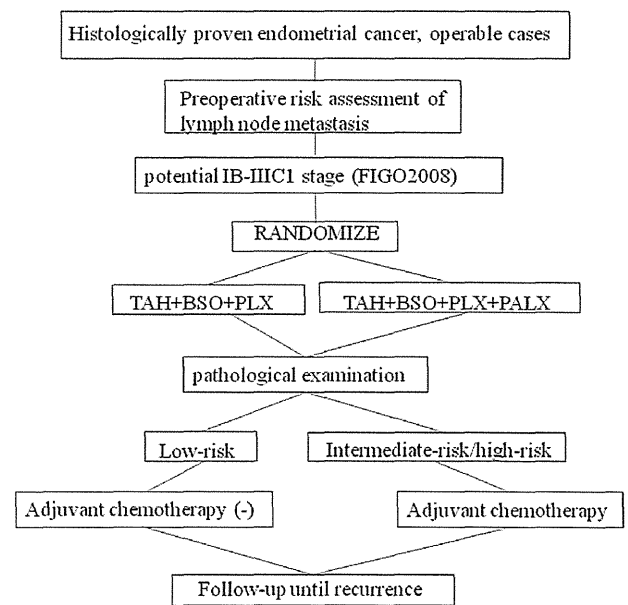 Histologically proven endometrial cancer, operable cases
Preoperative risk assessment of
lymph node metastasis
potential IB-IIIC1 stage (FIGO2008)
RANDOMIZE
TAH+BSO+PLX
TAH+BSO+PLX+PALX
pathological examination
Low-risk
Intermediate-risk/high-risk
Adjuvant chemotherapy (-)
Adjuvant chemotherapy
Follow-up until recurrence